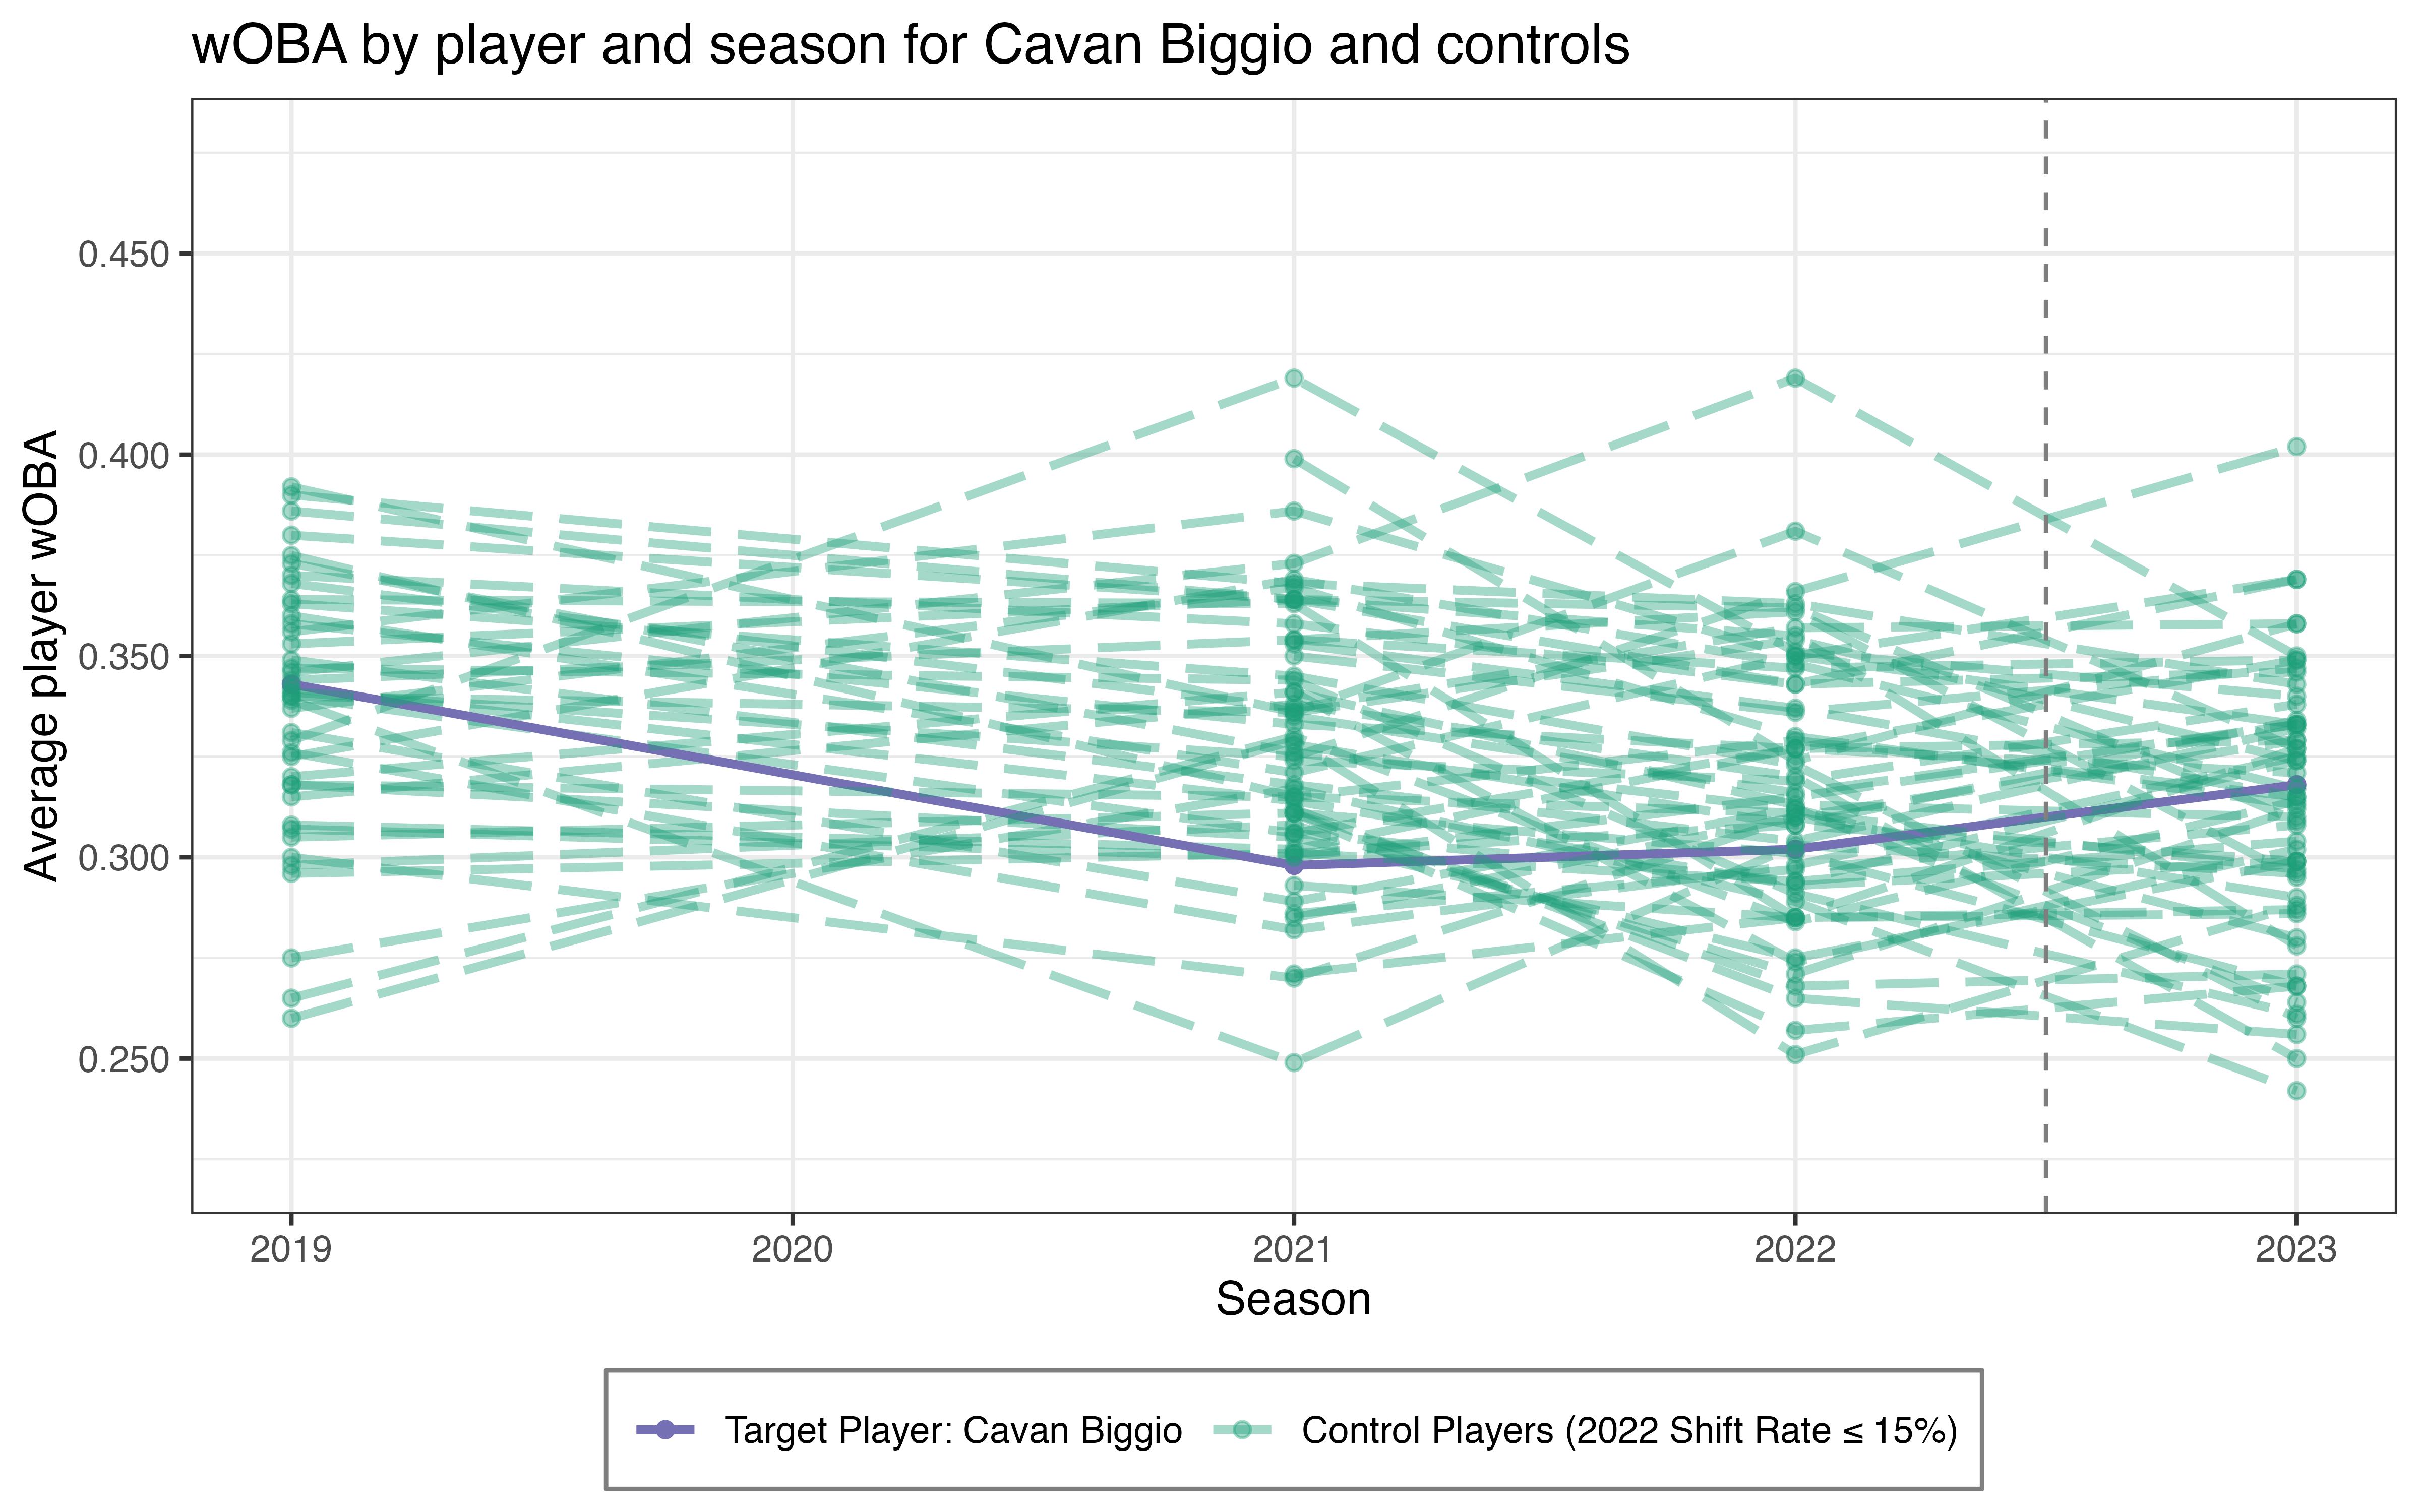 wOBA by player and season for Cavan Biggio and controls
Average player wOBA
0.450
0.400
0.350
0.300
0.250
2019 2020 2021 2022 2023
Season
Target Player: Cavan Biggio Control Players (2022 Shift Rate ≤ 15%)